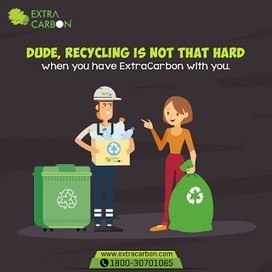 EXTRA
CARBON
DUDE, RECYCLING IS NOT THAT HARD
when you have ExtraCarbon with you.
www.extracarbon.com
1800-30701065